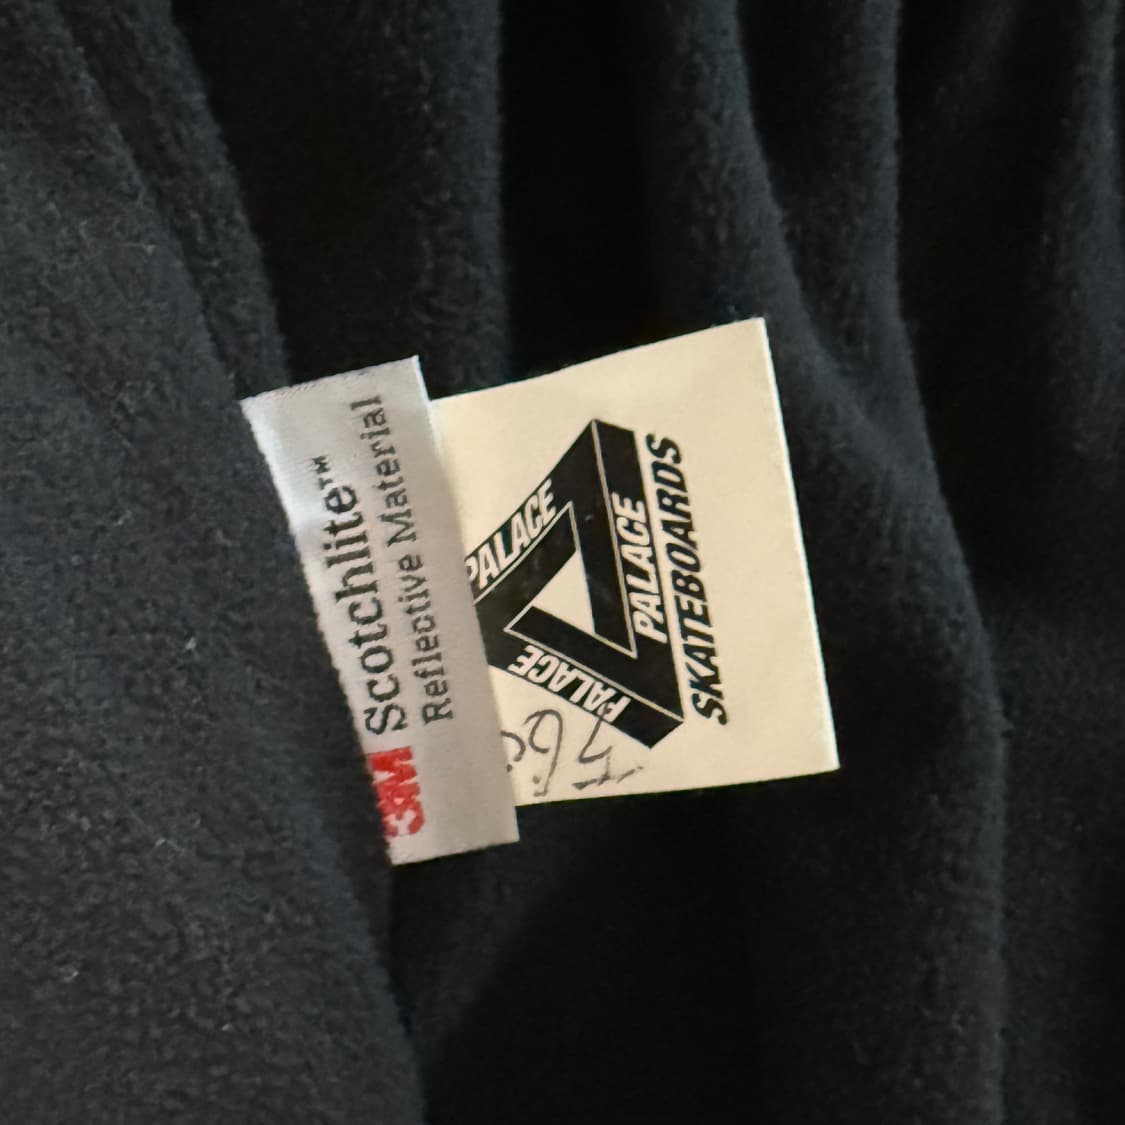 3M Scotchlite™
Reflective Material
PALACE
PALACE
PALACE
SKATEBOARDS